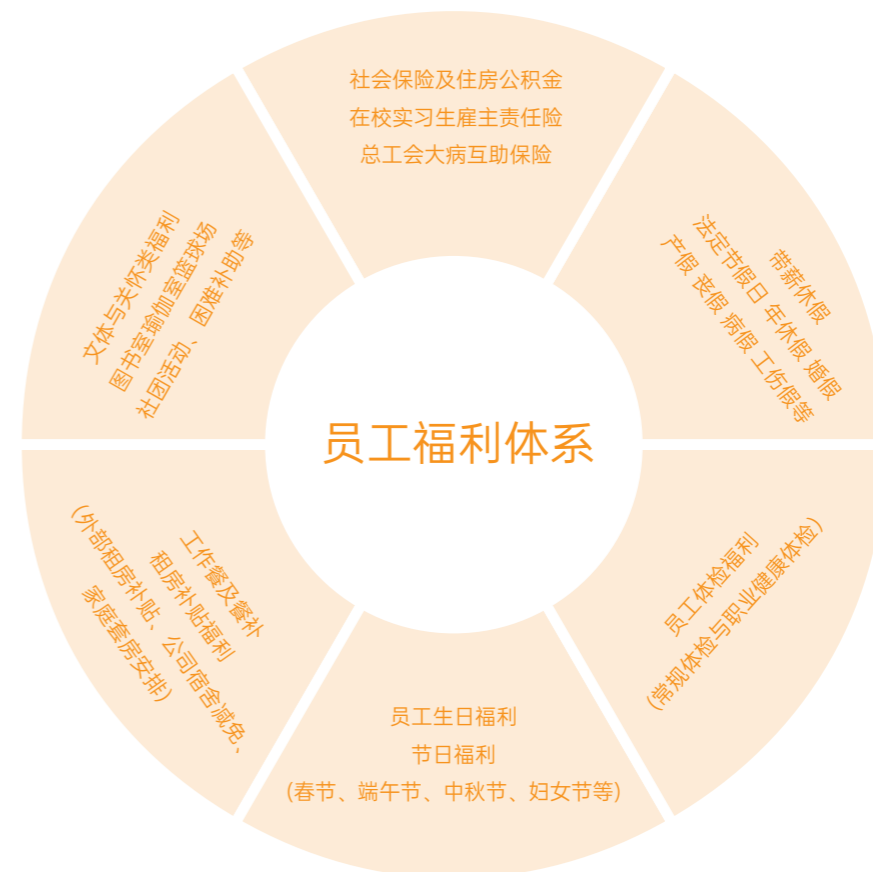 社会保险及住房公积金
在校实习生雇主责任险
总工会大病互助保险
带薪休假
法定节假日 年休假 婚假
产假 丧假 病假 工伤假等
员工体检福利
(常规体检与职业健康体检)
员工生日福利
节日福利
(春节、端午节、中秋节、妇女节等)
工作餐及餐补
租房补贴福利
(外部租房补贴、公司宿舍减免、
家庭套房安排)
文体与关怀类福利
图书室瑜伽室篮球场
社团活动、困难补助等
员工福利体系